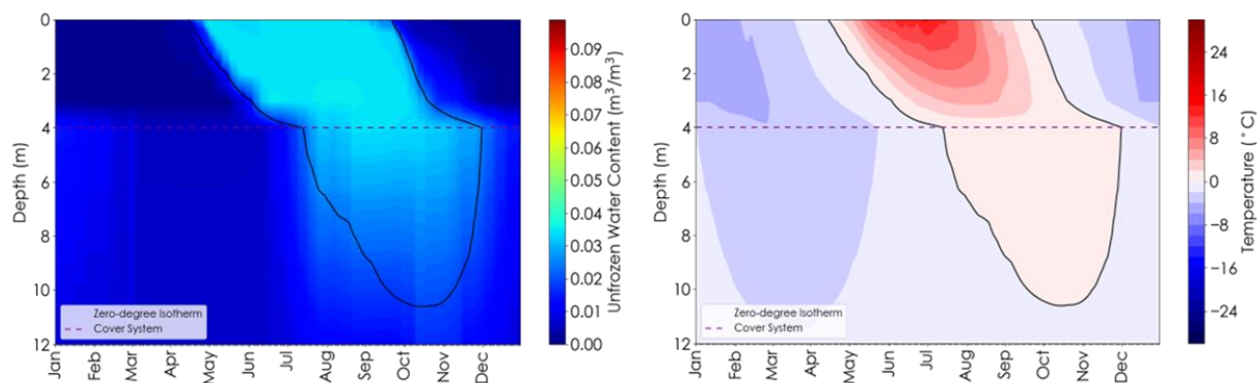 0
2
4
6
8
10
12
Depth (m)
Zero-degree Isotherm
Cover System
Jan
Feb
Mar
Apr
May
Jun
Jul
Aug
Sep
Oct
Nov
Dec
0.09
0.08
0.07
0.06
0.05
0.04
0.03
0.02
0.01
0.00
Unfrozen Water Content (m³/m³)
0
2
4
6
8
10
12
Depth (m)
Zero-degree Isotherm
Cover System
Jan
Feb
Mar
Apr
May
Jun
Jul
Aug
Sep
Oct
Nov
Dec
24
16
8
0
−8
−16
−24
Temperature (°C)